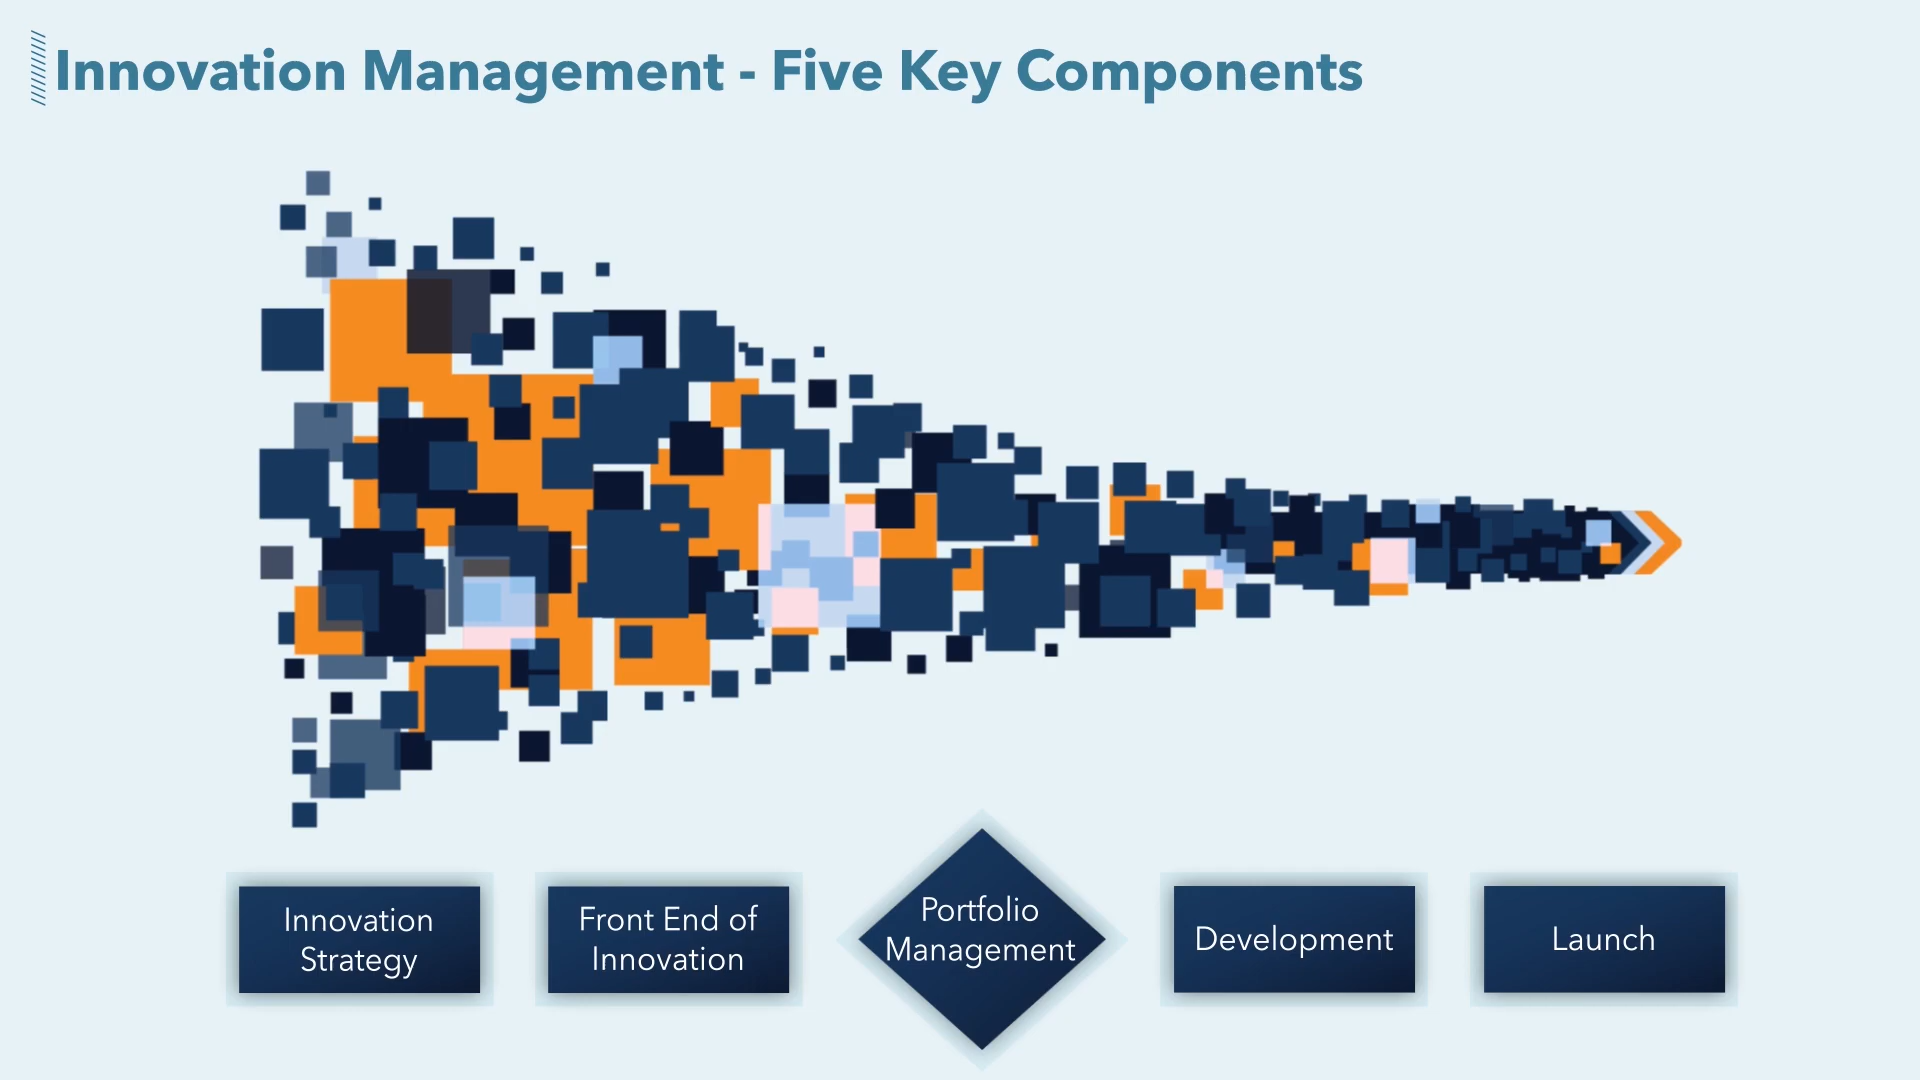 Innovation Management - Five Key Components
Innovation
Strategy
Front End of
Innovation
Portfolio
Management
Development
Launch